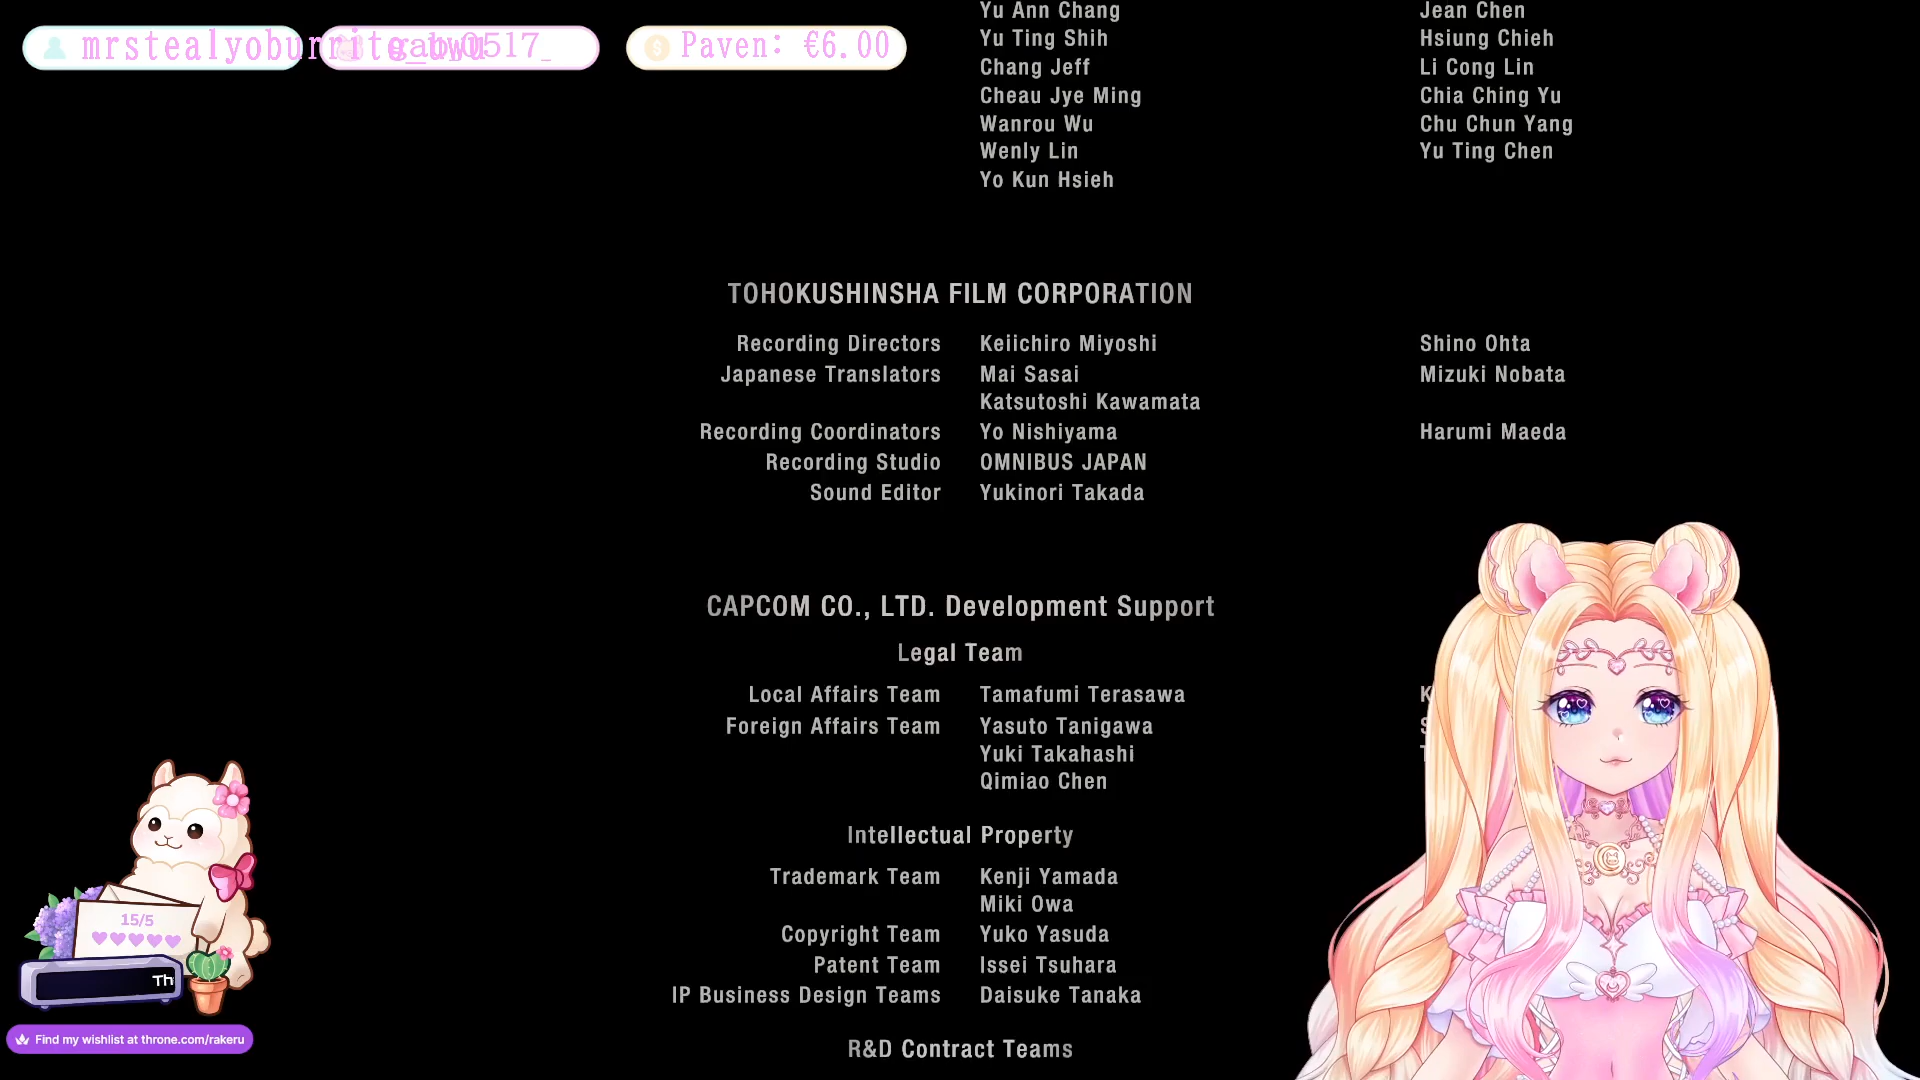 mrstealyoburrito_uwu
gab_0517_
Paven: €6.00
Yu Ann Chang Jean Chen
Yu Ting Shih Hsiung Chieh
Chang Jeff Li Cong Lin
Cheau Jye Ming Chia Ching Yu
Wanrou Wu Chu Chun Yang
Wenly Lin Yu Ting Chen
Yo Kun Hsieh
TOHOKUSHINSHA FILM CORPORATION
Recording Directors Keiichiro Miyoshi Shino Ohta
Japanese Translators Mai Sasai Mizuki Nobata
Katsutoshi Kawamata
Recording Coordinators Yo Nishiyama Harumi Maeda
Recording Studio OMNIBUS JAPAN
Sound Editor Yukinori Takada
CAPCOM CO., LTD. Development Support
Legal Team
Local Affairs Team Tamafumi Terasawa
Foreign Affairs Team Yasuto Tanigawa
Yuki Takahashi
Qimiao Chen
Intellectual Property
Trademark Team Kenji Yamada
Miki Owa
Copyright Team Yuko Yasuda
Patent Team Issei Tsuhara
IP Business Design Teams Daisuke Tanaka
R&D Contract Teams
15/5
Th
Find my wishlist at throne.com/rakeru